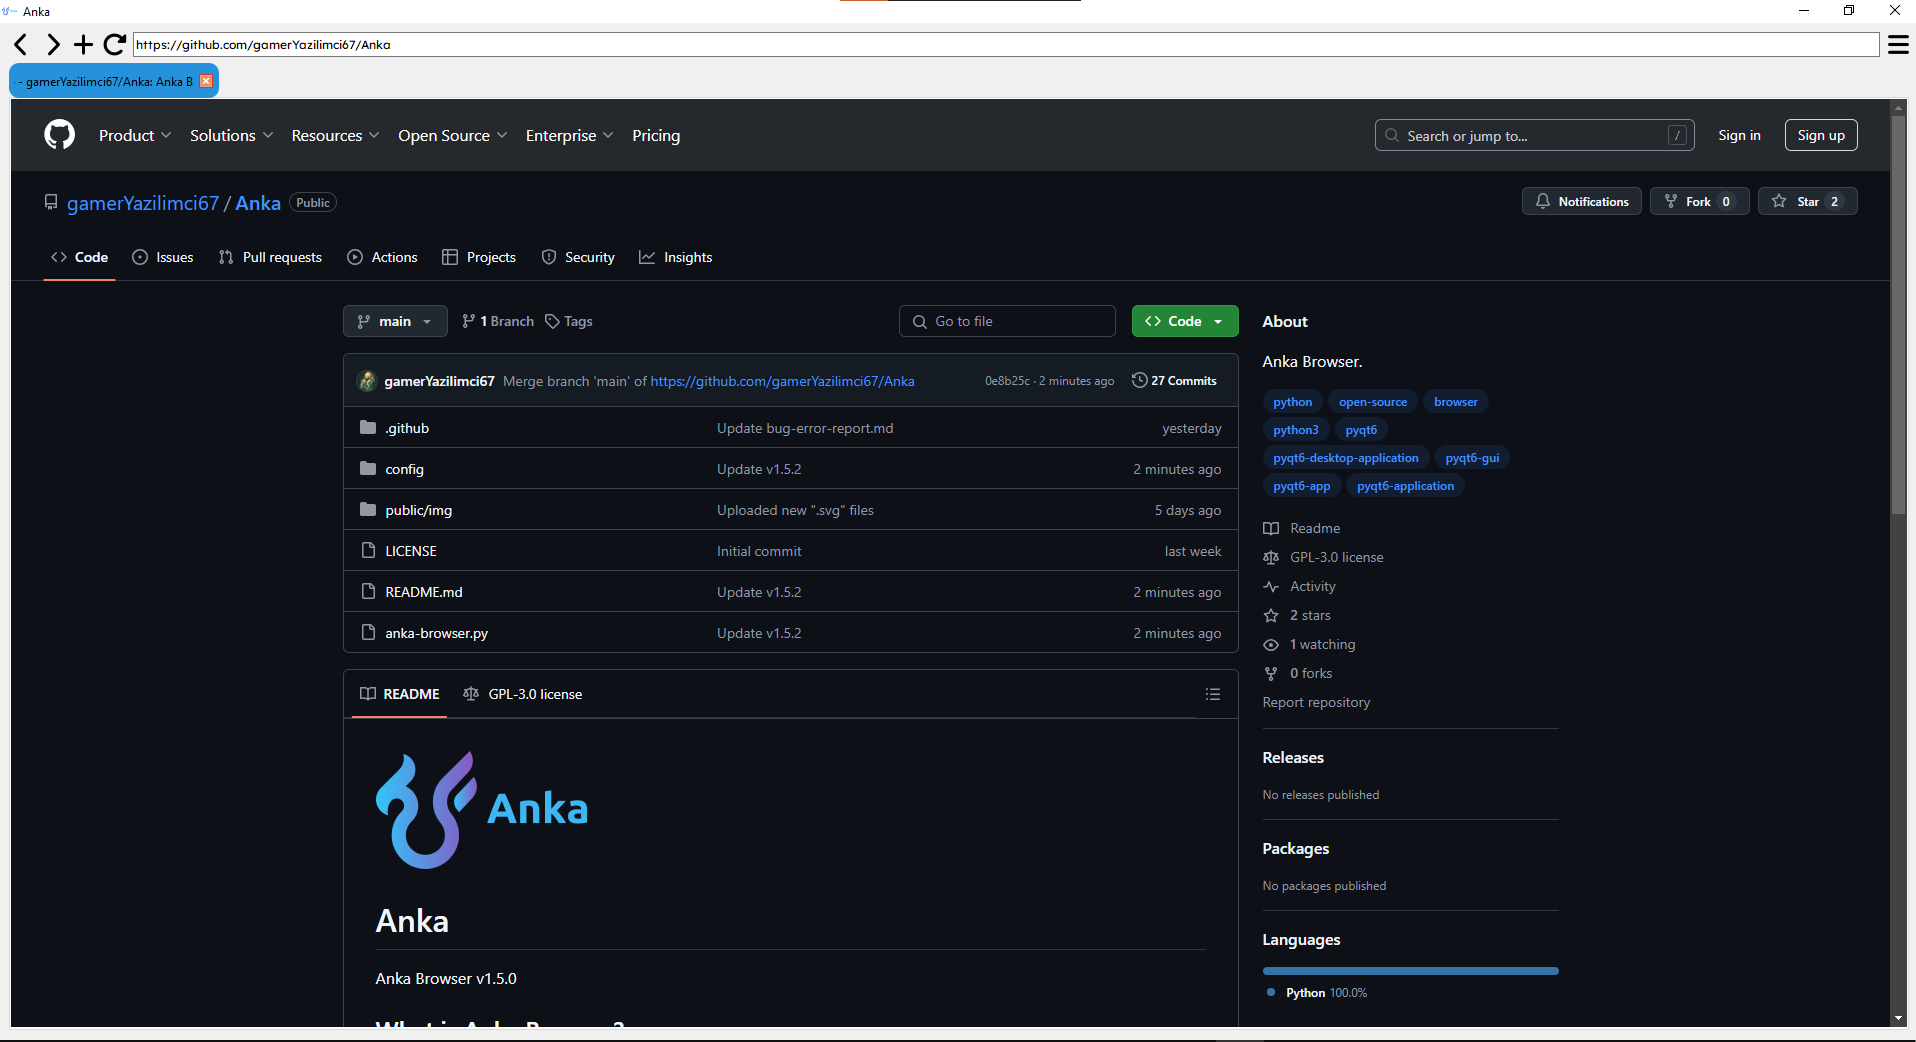 Anka
https://github.com/gamerYazilimci67/Anka
- gamerYazilimci67/Anka: Anka B
Product Solutions Resources Open Source Enterprise Pricing Search or jump to... / Sign in Sign up
gamerYazilimci67 / Anka Public Notifications Fork 0 Star 2
Code Issues Pull requests Actions Projects Security Insights
main 1 Branch Tags Go to file Code
gamerYazilimci67 Merge branch 'main' of https://github.com/gamerYazilimci67/Anka 0e8b25c · 2 minutes ago 27 Commits
.github Update bug-error-report.md yesterday
config Update v1.5.2 2 minutes ago
public/img Uploaded new ".svg" files 5 days ago
LICENSE Initial commit last week
README.md Update v1.5.2 2 minutes ago
anka-browser.py Update v1.5.2 2 minutes ago
README GPL-3.0 license
Anka
Anka
Anka Browser v1.5.0
What is Anka Browser?
About
Anka Browser.
python open-source browser
python3 pyqt6
pyqt6-desktop-application pyqt6-gui
pyqt6-app pyqt6-application
Readme
GPL-3.0 license
Activity
2 stars
1 watching
0 forks
Report repository
Releases
No releases published
Packages
No packages published
Languages
Python 100.0%